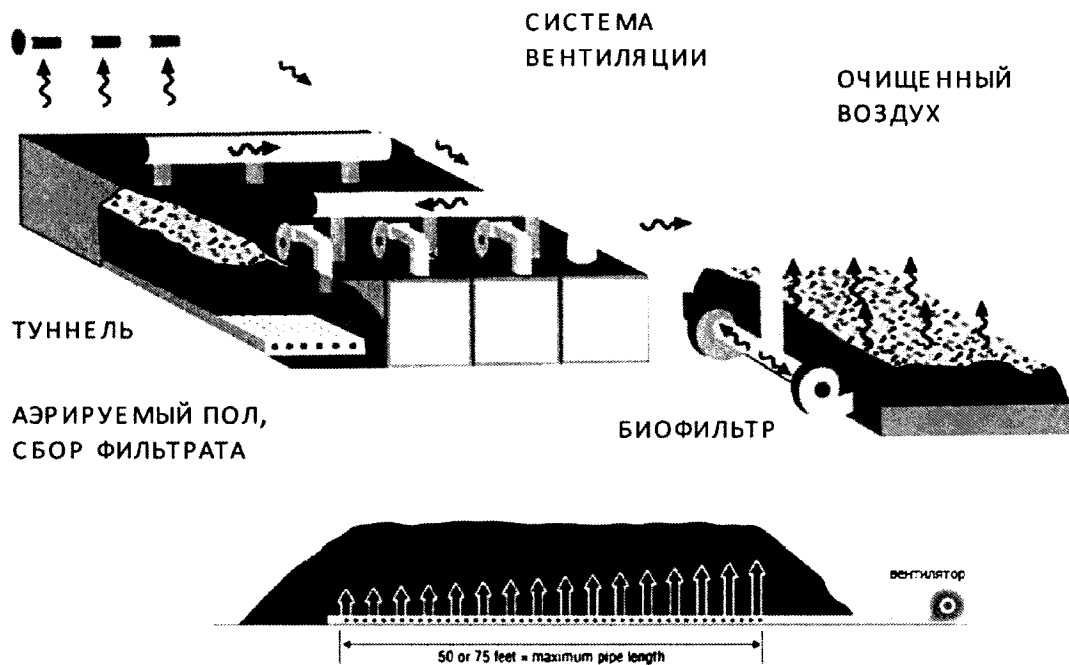 СИСТЕМА
ВЕНТИЛЯЦИИ
ОЧИЩЕННЫЙ
ВОЗДУХ
ТУННЕЛЬ
АЭРИРУЕМЫЙ ПОЛ,
СБОР ФИЛЬТРАТА
БИОФИЛЬТР
вентилятор
50 or 75 feet = maximum pipe length